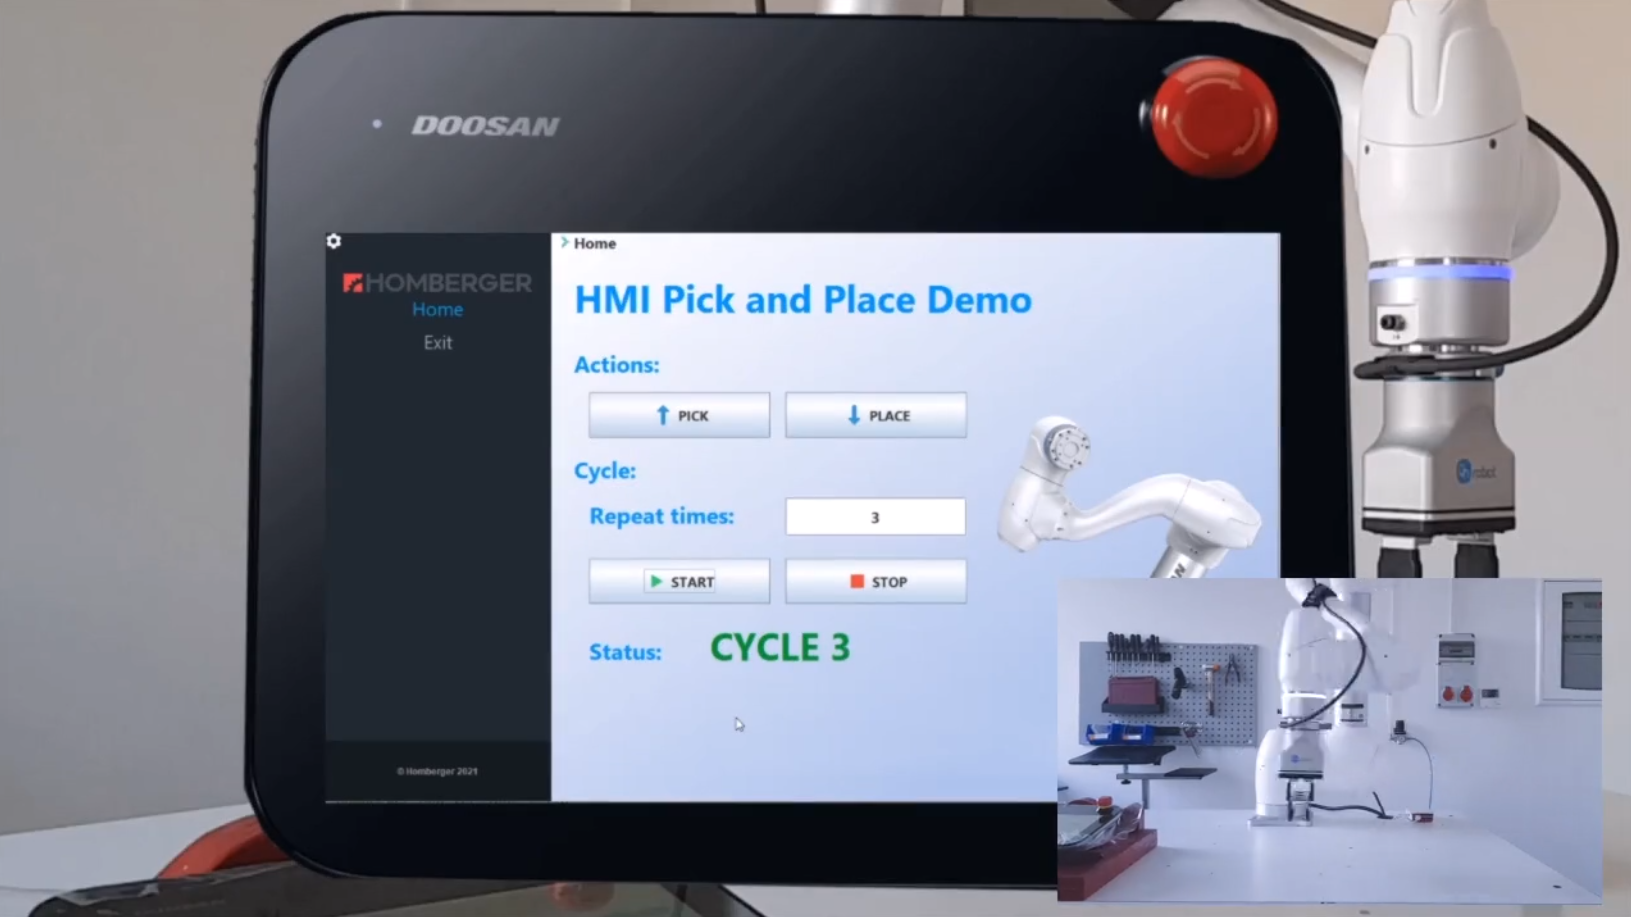 DOOSAN
HOMBERGER
Home
Exit
© Homberger 2021
Home
HMI Pick and Place Demo
Actions:
PICK
PLACE
Cycle:
Repeat times:
3
START
STOP
Status:
CYCLE 3
robot